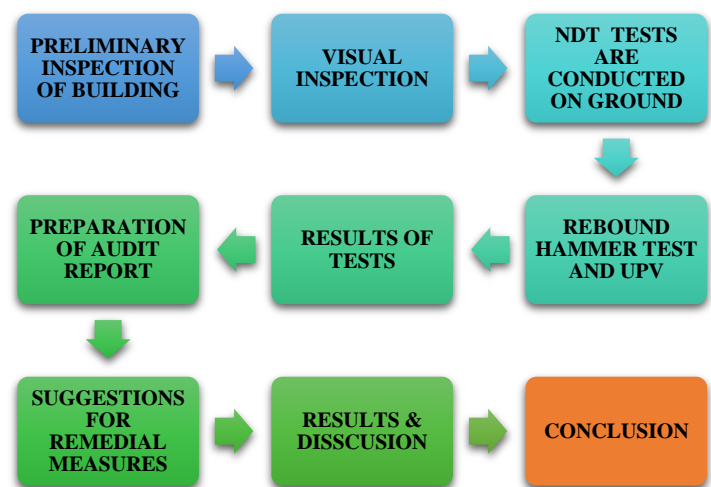 PRELIMINARY
INSPECTION
OF BUILDING
VISUAL
INSPECTION
NDT TESTS
ARE
CONDUCTED
ON GROUND
REBOUND
HAMMER TEST
AND UPV
RESULTS OF
TESTS
PREPARATION
OF AUDIT
REPORT
SUGGESTIONS
FOR
REMEDIAL
MEASURES
RESULTS &
DISSCUSION
CONCLUSION